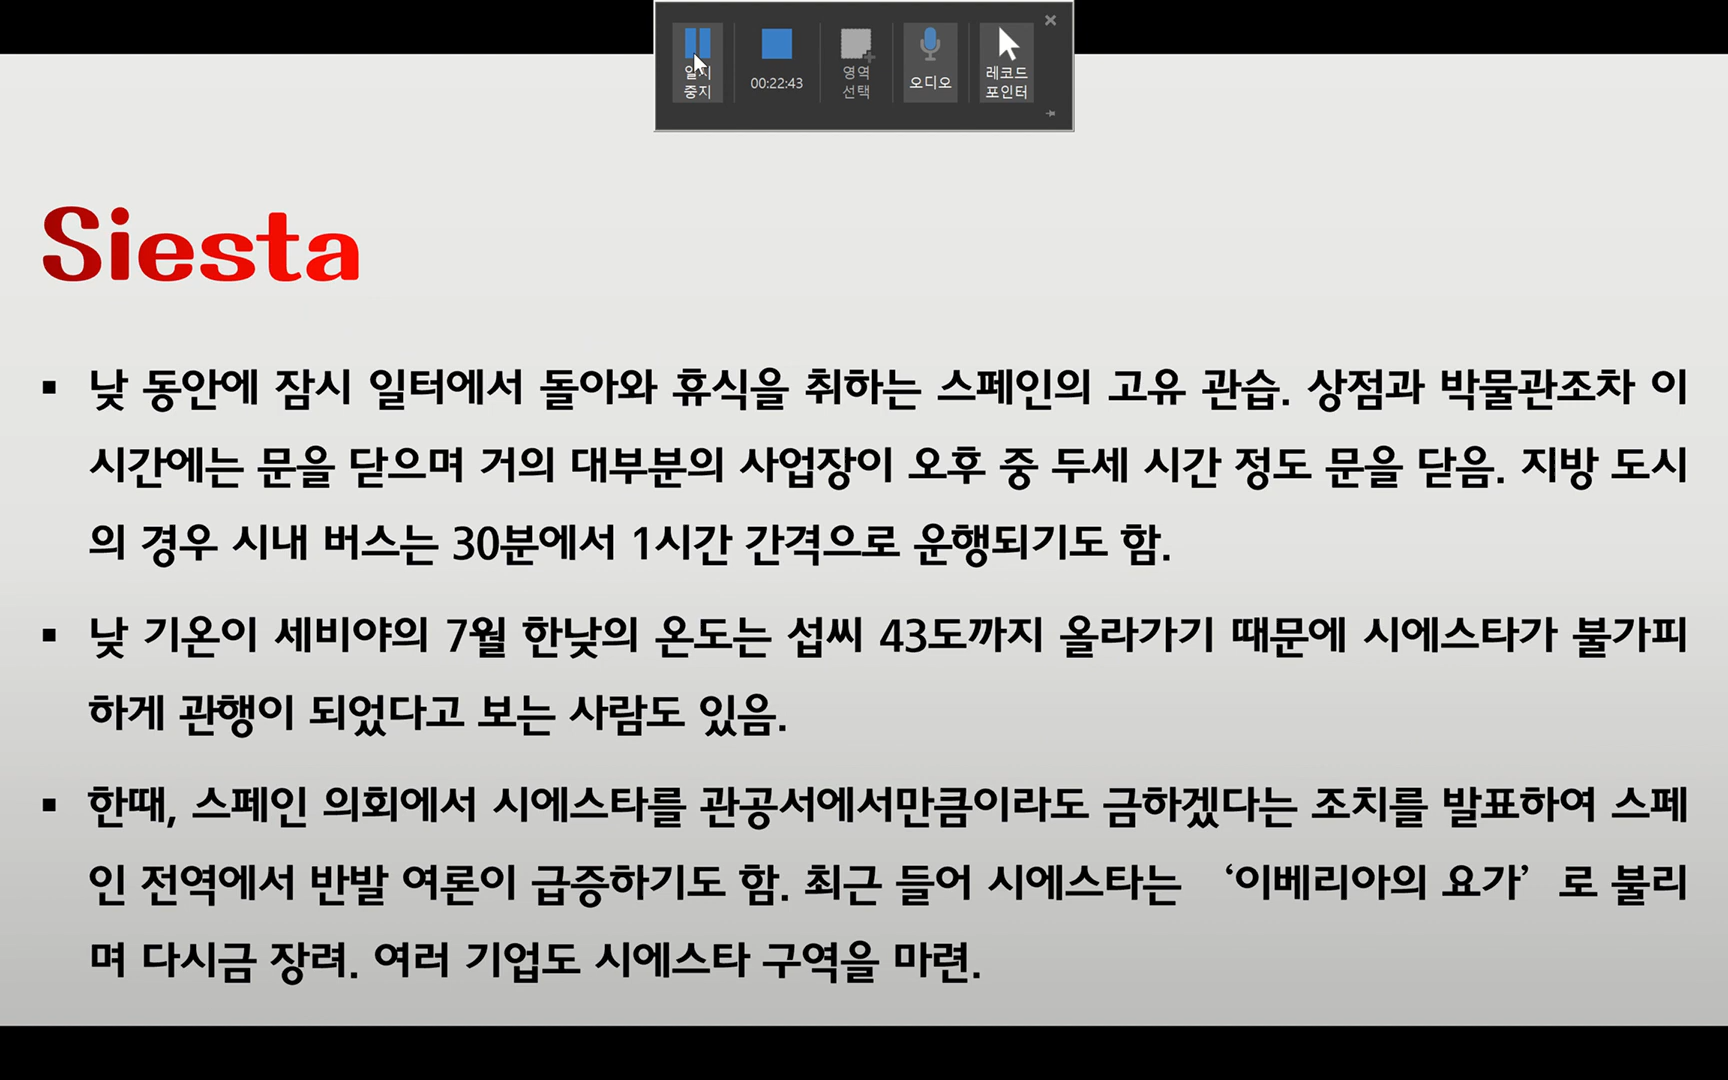 일시
중지
00:22:43
영역
선택
오디오
레코드
포인터
Siesta
▪ 낮 동안에 잠시 일터에서 돌아와 휴식을 취하는 스페인의 고유 관습. 상점과 박물관조차 이
시간에는 문을 닫으며 거의 대부분의 사업장이 오후 중 두세 시간 정도 문을 닫음. 지방 도시
의 경우 시내 버스는 30분에서 1시간 간격으로 운행되기도 함.
▪ 낮 기온이 세비야의 7월 한낮의 온도는 섭씨 43도까지 올라가기 때문에 시에스타가 불가피
하게 관행이 되었다고 보는 사람도 있음.
▪ 한때, 스페인 의회에서 시에스타를 관공서에서만큼이라도 금하겠다는 조치를 발표하여 스페
인 전역에서 반발 여론이 급증하기도 함. 최근 들어 시에스타는 ‘이베리아의 요가’ 로 불리
며 다시금 장려. 여러 기업도 시에스타 구역을 마련.